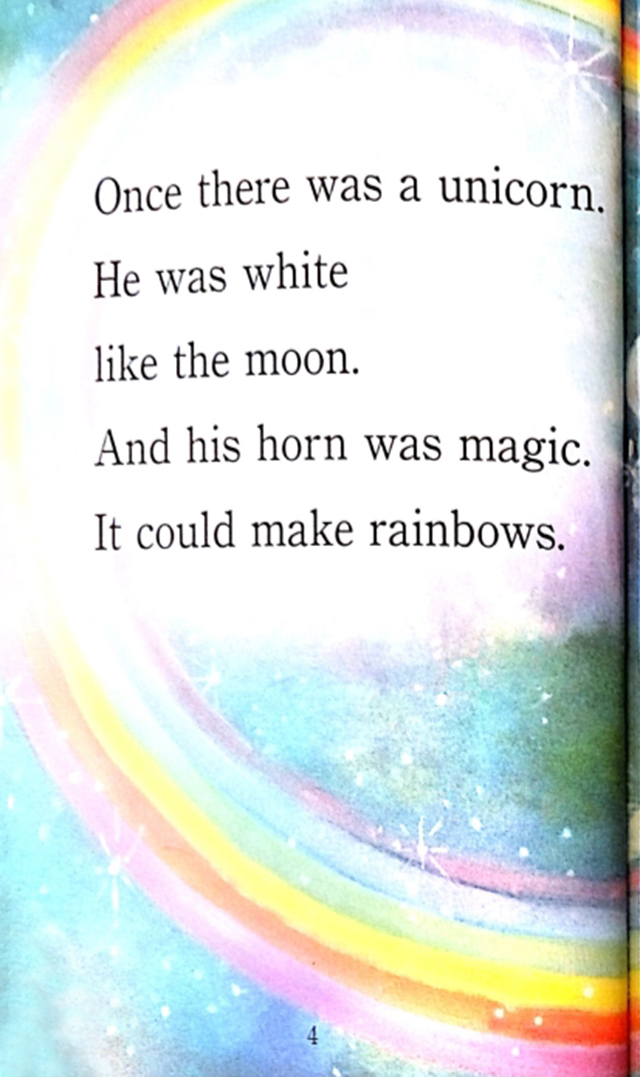 Once there was a unicorn.
He was white
like the moon.
And his horn was magic.
It could make rainbows.
4